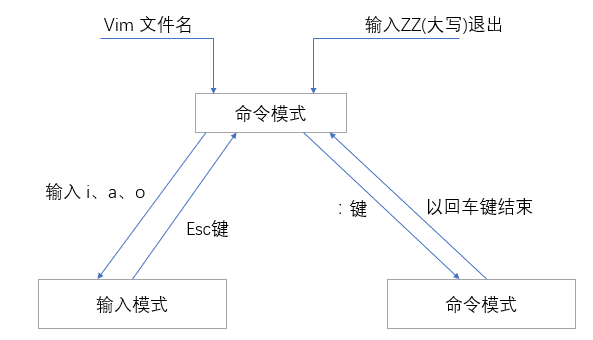 Vim 文件名
输入ZZ(大写)退出
命令模式
输入 i、a、o
Esc键
：键
以回车键结束
输入模式
命令模式